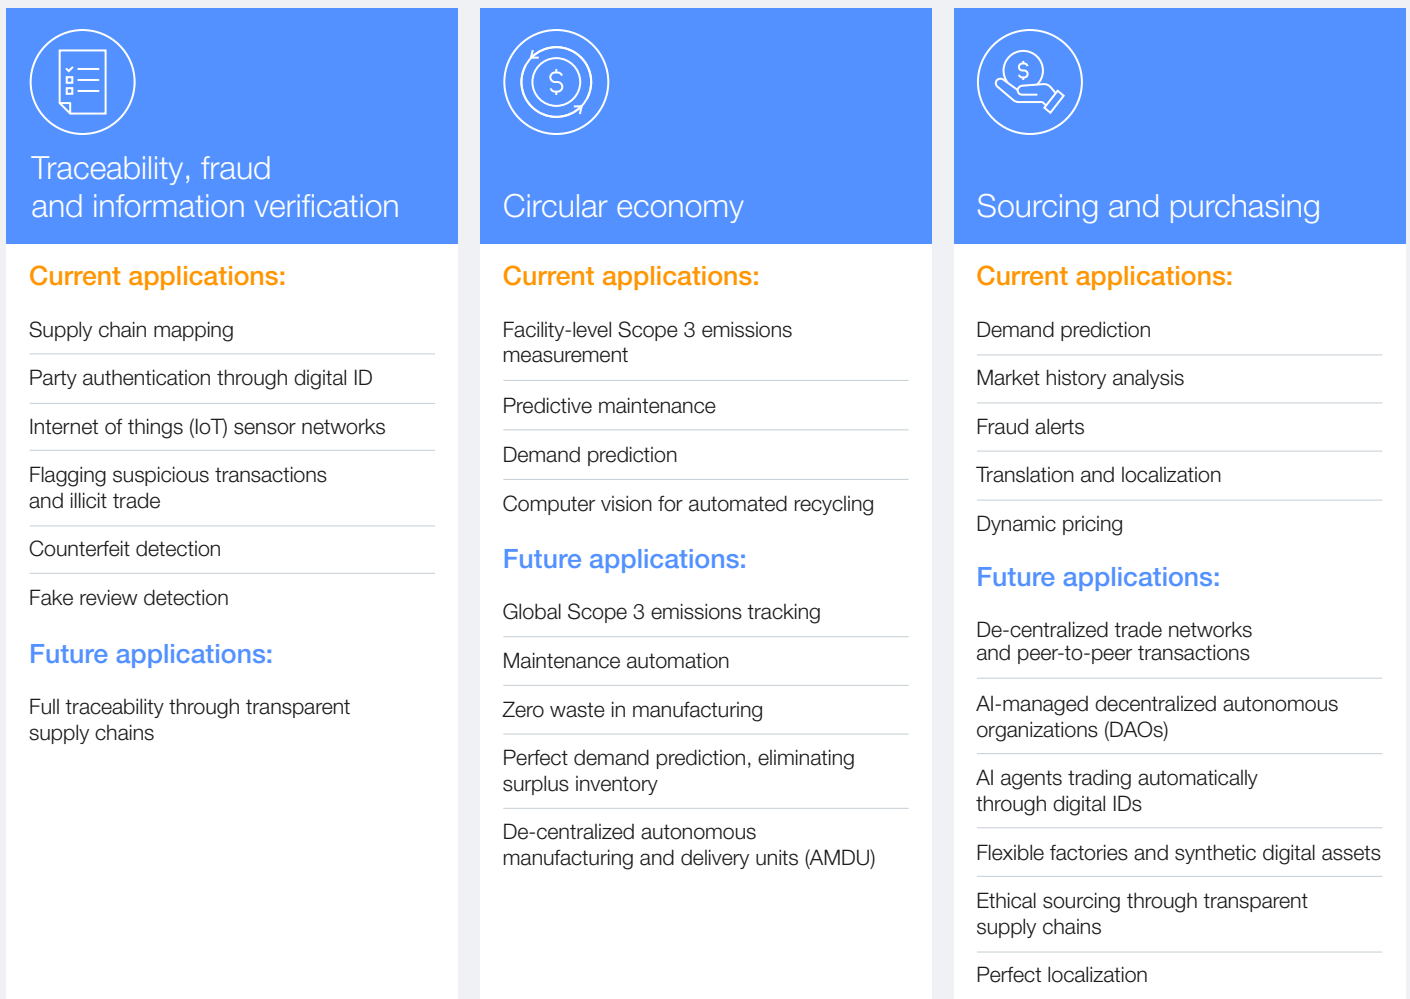 Traceability, fraud
and information verification
Current applications:
Supply chain mapping
Party authentication through digital ID
Internet of things (IoT) sensor networks
Flagging suspicious transactions
and illicit trade
Counterfeit detection
Fake review detection
Future applications:
Full traceability through transparent
supply chains
$
Circular economy
Current applications:
Facility-level Scope 3 emissions
measurement
Predictive maintenance
Demand prediction
Computer vision for automated recycling
Future applications:
Global Scope 3 emissions tracking
Maintenance automation
Zero waste in manufacturing
Perfect demand prediction, eliminating
surplus inventory
De-centralized autonomous
manufacturing and delivery units (AMDU)
$
Sourcing and purchasing
Current applications:
Demand prediction
Market history analysis
Fraud alerts
Translation and localization
Dynamic pricing
Future applications:
De-centralized trade networks
and peer-to-peer transactions
AI-managed decentralized autonomous
organizations (DAOs)
AI agents trading automatically
through digital IDs
Flexible factories and synthetic digital assets
Ethical sourcing through transparent
supply chains
Perfect localization